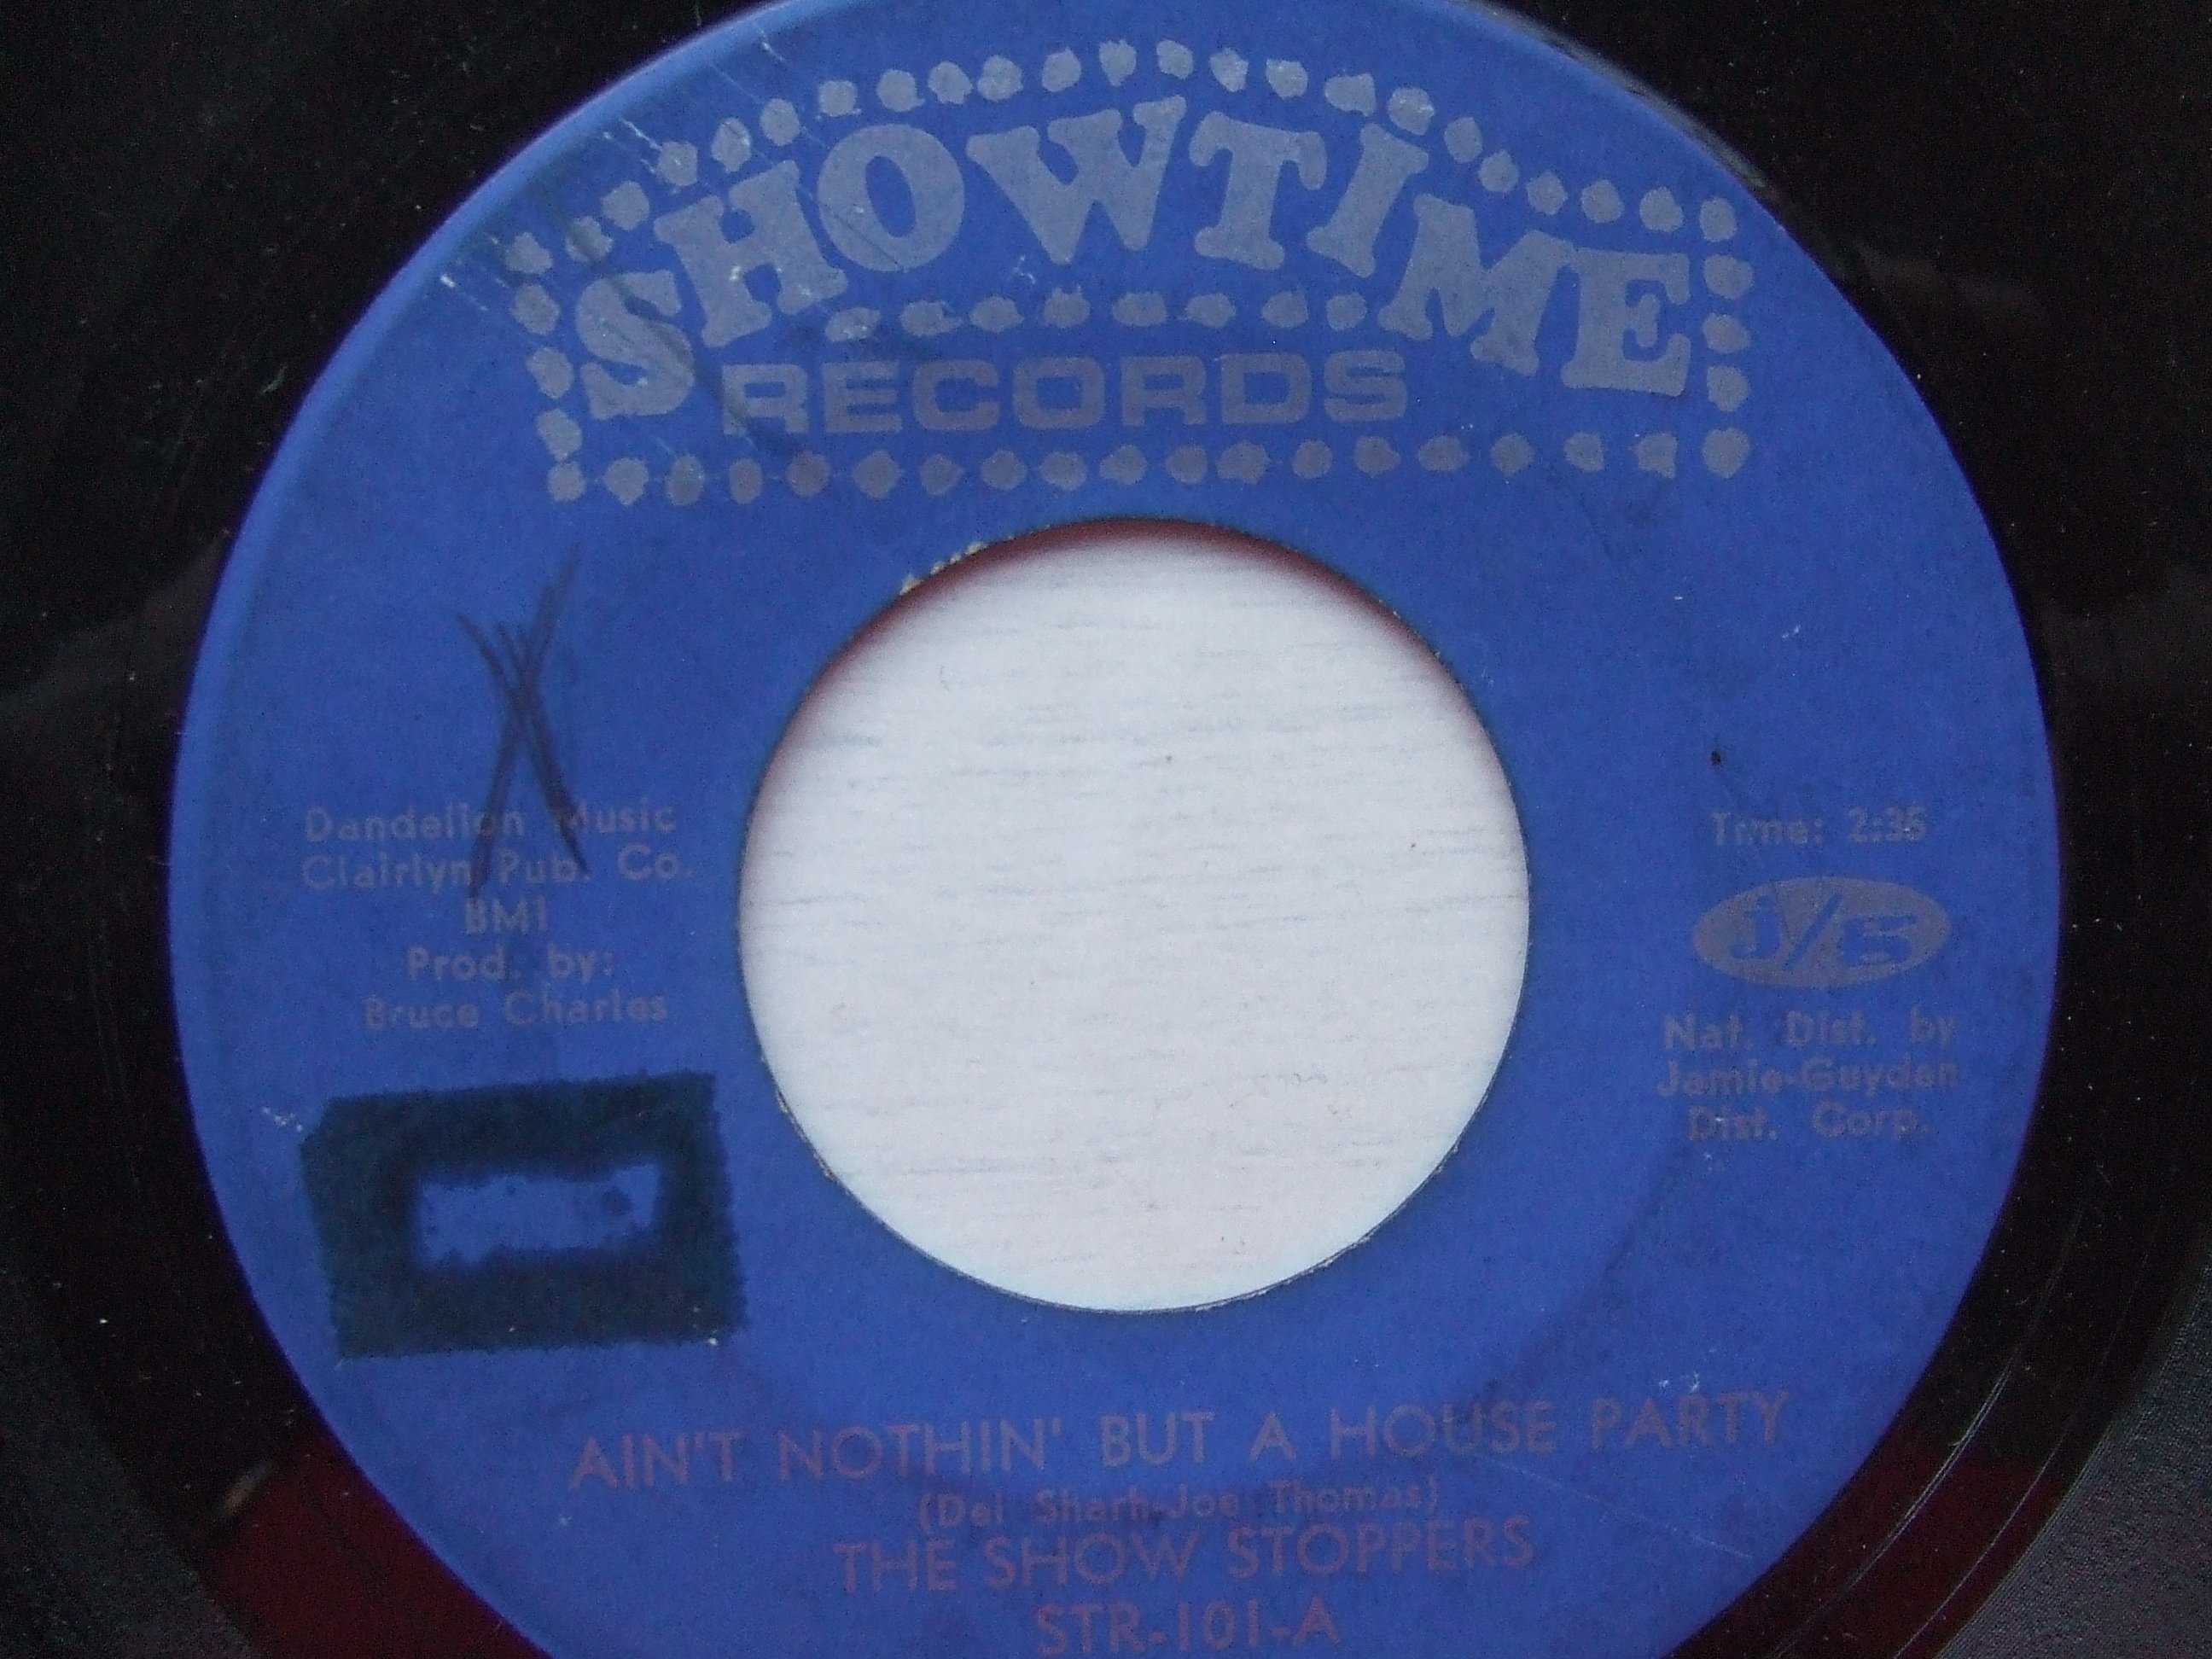 SHOWTIME
RECORDS
X
Dandelion Music
Clairlyn Pub. Co.
BMI
Prod. by:
Bruce Charles
Time: 2:35
j/g
Nat. Dist. by
Jamie-Guyden
Dist. Corp.
AIN'T NOTHIN' BUT A HOUSE PARTY
(Del Sharh-Joe Thomas)
THE SHOW STOPPERS
STR-101-A